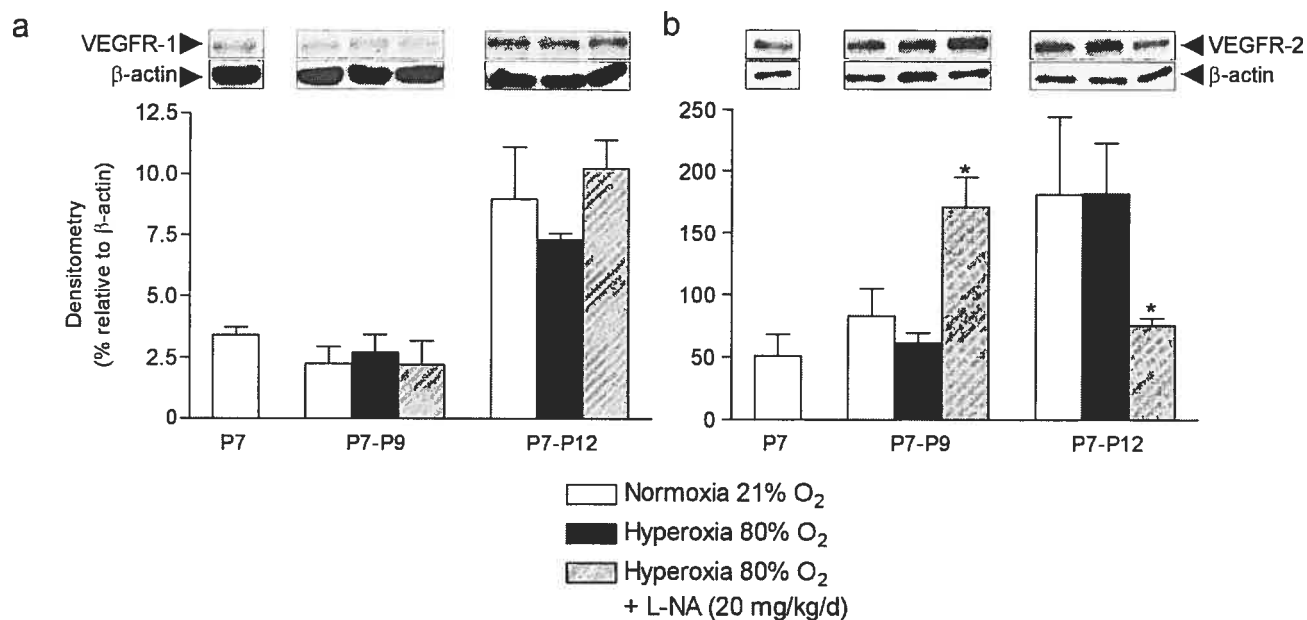 a
VEGFR-1
β-actin
12.5
10.0
7.5
5.0
2.5
0
Densitometry
(% relative to β-actin)
P7
P7-P9
P7-P12
b
VEGFR-2
β-actin
250
200
150
100
50
0
*
*
P7
P7-P9
P7-P12
Normoxia 21% O₂
Hyperoxia 80% O₂
Hyperoxia 80% O₂
+ L-NA (20 mg/kg/d)